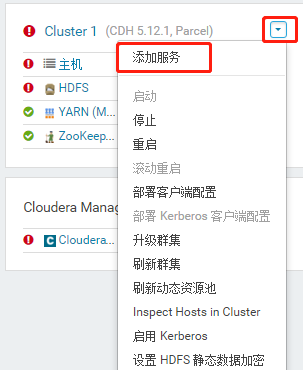 Cluster 1 (CDH 5.12.1, Parcel)
添加服务
主机
HDFS
启动
YARN (M...
停止
ZooKeep...
重启
滚动重启
部署客户端配置
Cloudera Manag
部署 Kerberos 客户端配置
Cloudera...
升级群集
刷新群集
刷新动态资源池
Inspect Hosts in Cluster
启用 Kerberos
设置 HDFS 静态数据加密